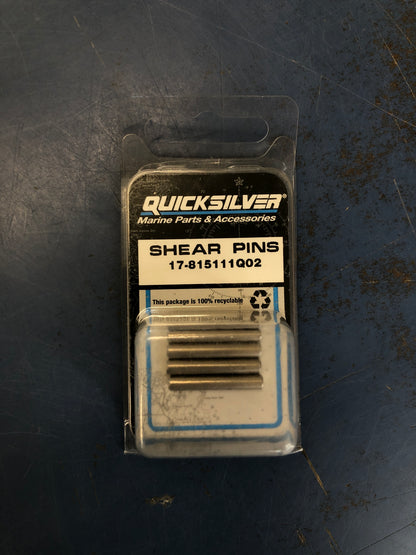 QUICKSILVER®
Marine Parts & Accessories
SHEAR PINS
17-815111Q02
This package is 100% recyclable